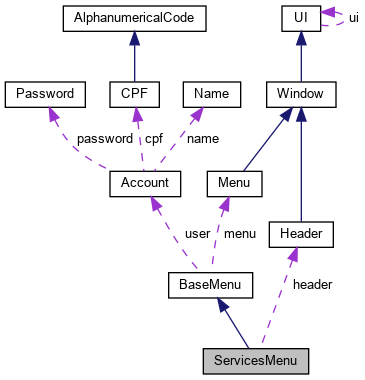 AlphanumericalCode
UI
ui
Password
CPF
Name
Window
password
cpf
name
Account
Menu
user
menu
Header
BaseMenu
header
ServicesMenu